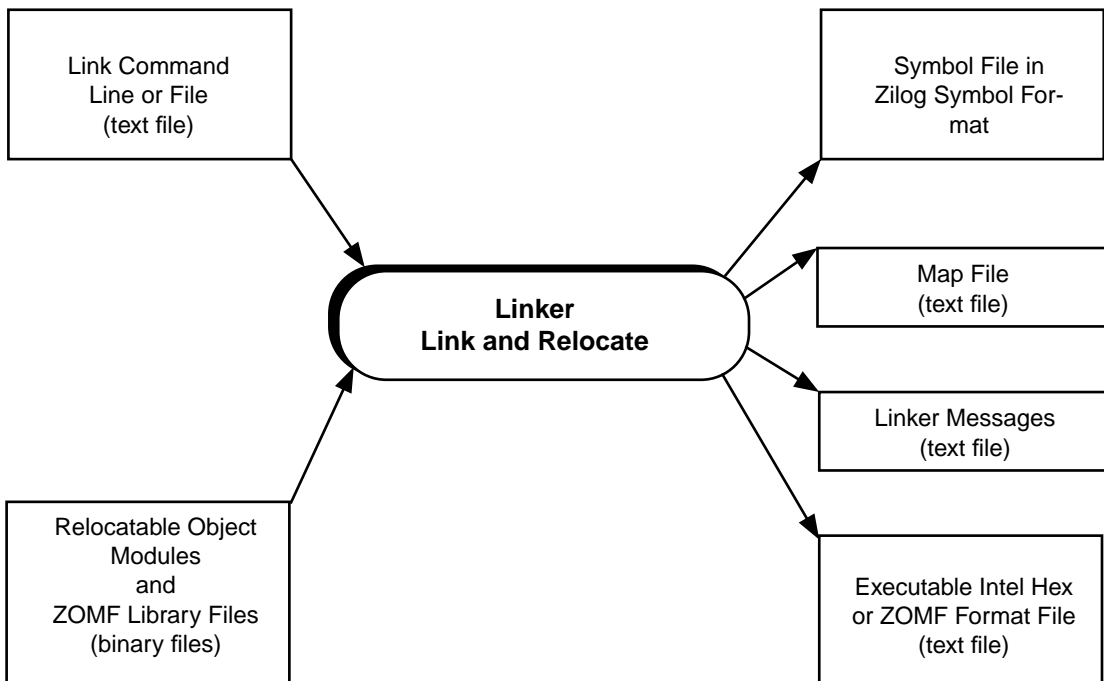 Link Command
Line or File
(text file)
Symbol File in
Zilog Symbol For-
mat
Map File
(text file)
Linker
Link and Relocate
Linker Messages
(text file)
Relocatable Object
Modules
and
ZOMF Library Files
(binary files)
Executable Intel Hex
or ZOMF Format File
(text file)